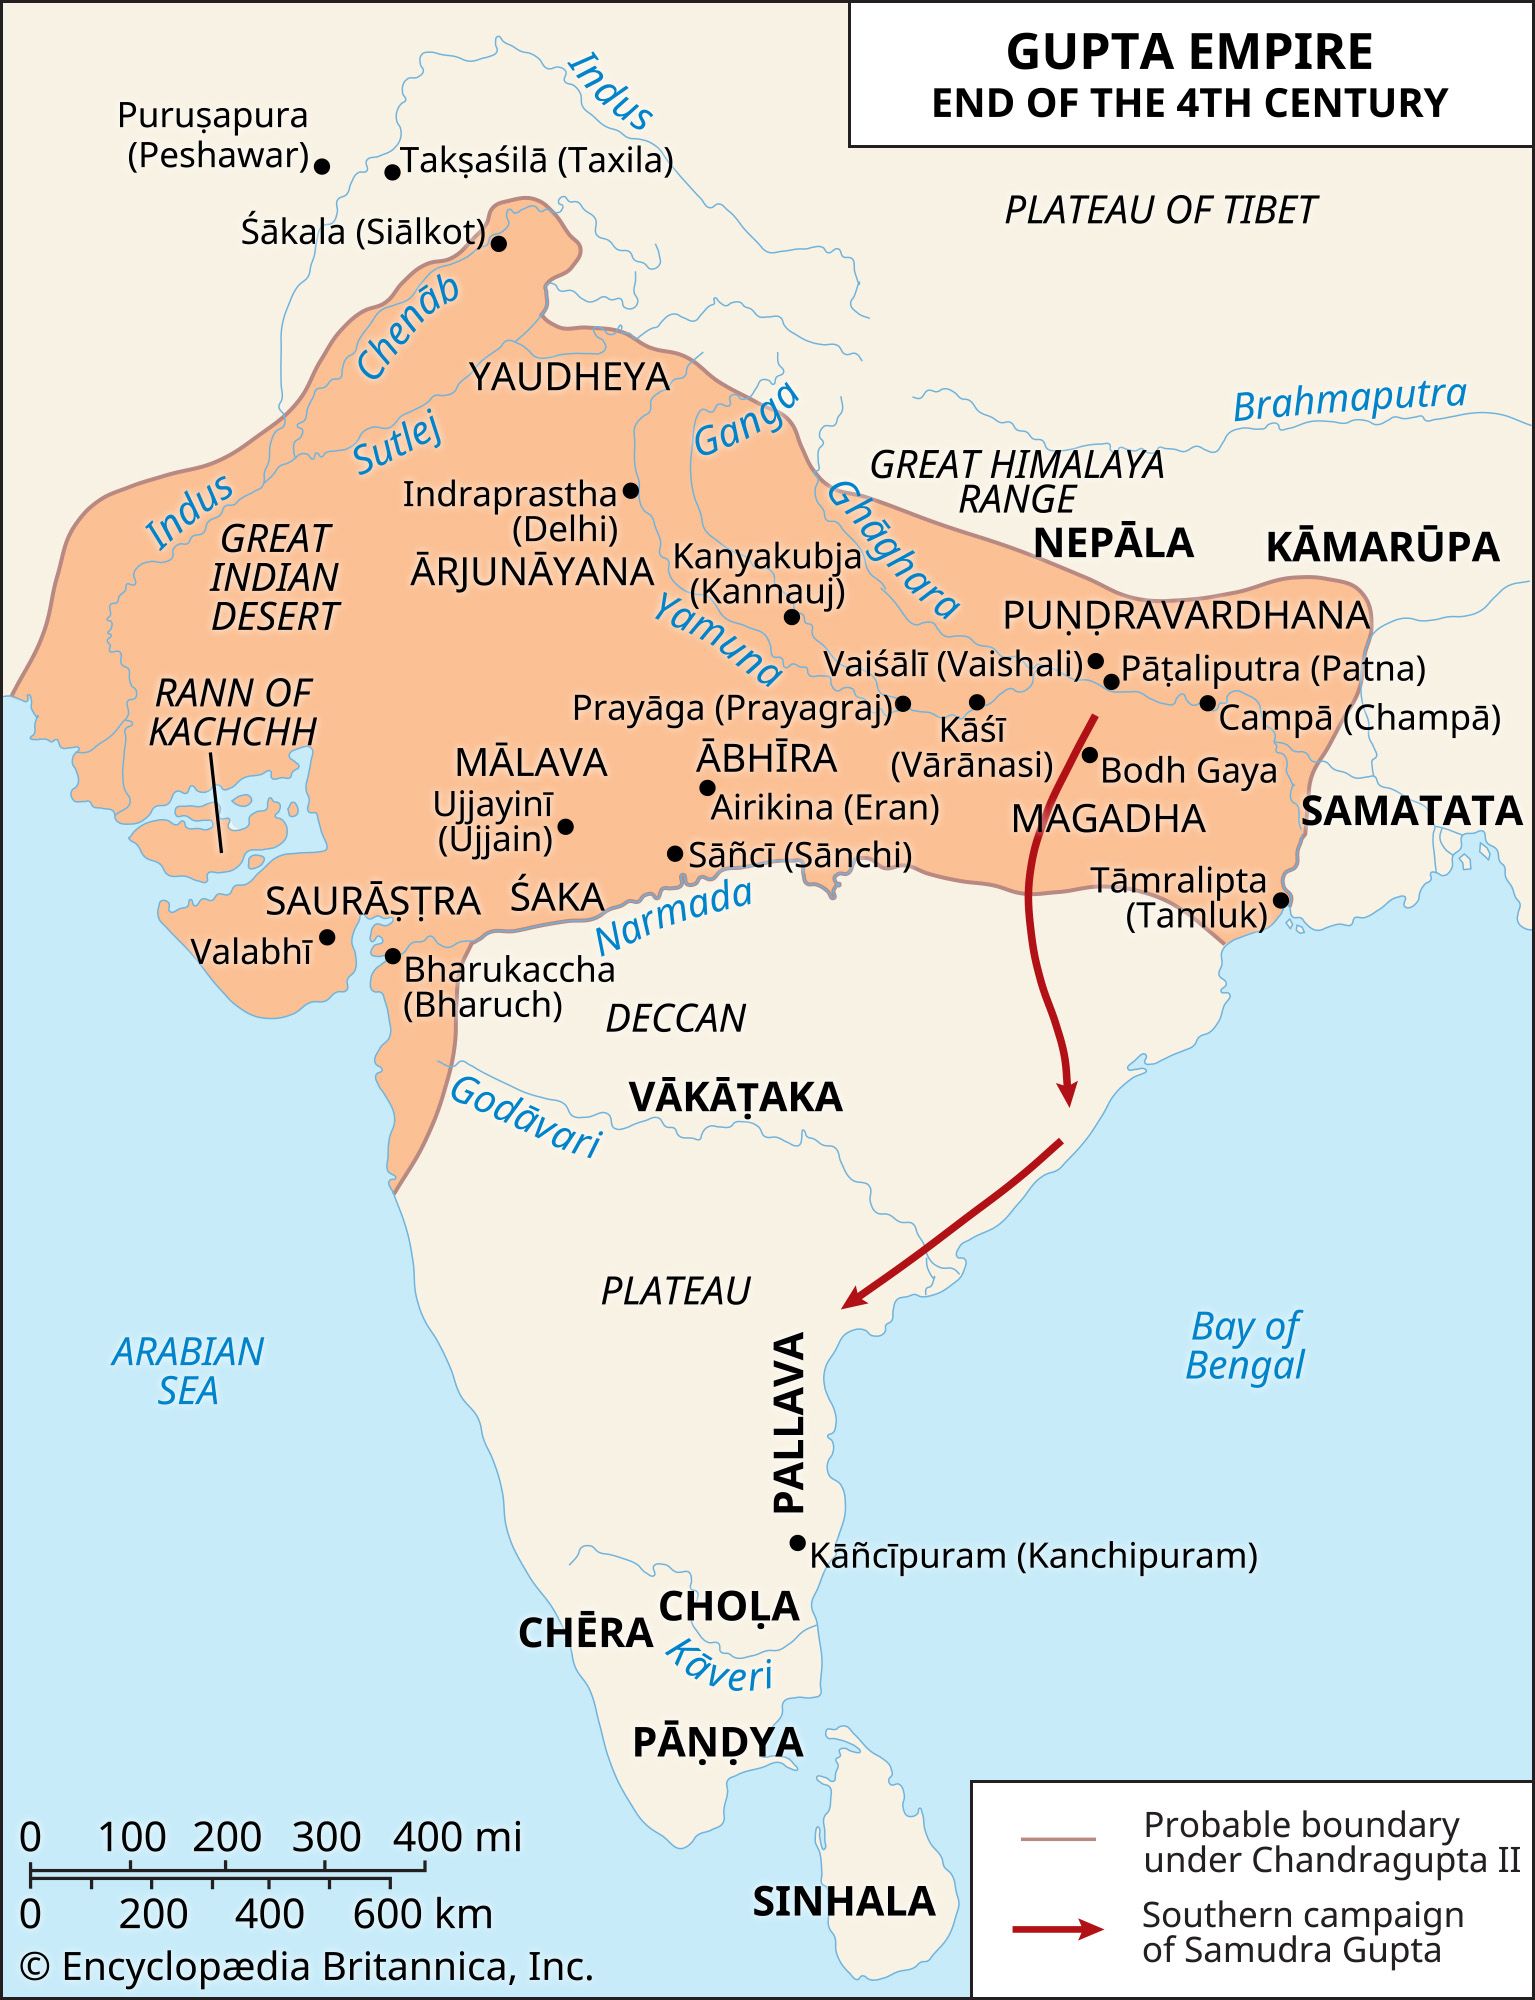 GUPTA EMPIRE
END OF THE 4TH CENTURY
Indus
Puruṣapura
(Peshawar)
Takṣaśilā (Taxila)
PLATEAU OF TIBET
Śākala (Siālkot)
Chenāb
YAUDHEYA
Ganga
Brahmaputra
Sutlej
GREAT HIMALAYA
RANGE
Indus
Indraprastha
(Delhi)
Ghāghara
GREAT
INDIAN
DESERT
NEPĀLA
KĀMARŪPA
ĀRJUNĀYANA
Kanyakubja
(Kannauj)
Yamuna
PUṆḌRAVARDHANA
Vaiśālī (Vaishali)
Pāṭaliputra (Patna)
RANN OF
KACHCHH
Prayāga (Prayagraj)
Kāśī
(Vārānasi)
Campā (Champā)
MĀLAVA
ĀBHĪRA
Bodh Gaya
Ujjayinī
(Ujjain)
Airikina (Eran)
MAGADHA
SAMATATA
Sāñcī (Sānchi)
Tāmralipta
(Tamluk)
SAURĀṢṬRA
ŚAKA
Narmada
Valabhī
Bharukaccha
(Bharuch)
DECCAN
VĀKĀṬAKA
Godāvari
PLATEAU
ARABIAN
SEA
Bay of
Bengal
PALLAVA
Kāñcīpuram (Kanchipuram)
CHOḶA
CHĒRA
Kāveri
PĀṆḌYA
SINHALA
0 100 200 300 400 mi
0 200 400 600 km
© Encyclopædia Britannica, Inc.
Probable boundary
under Chandragupta II
Southern campaign
of Samudra Gupta